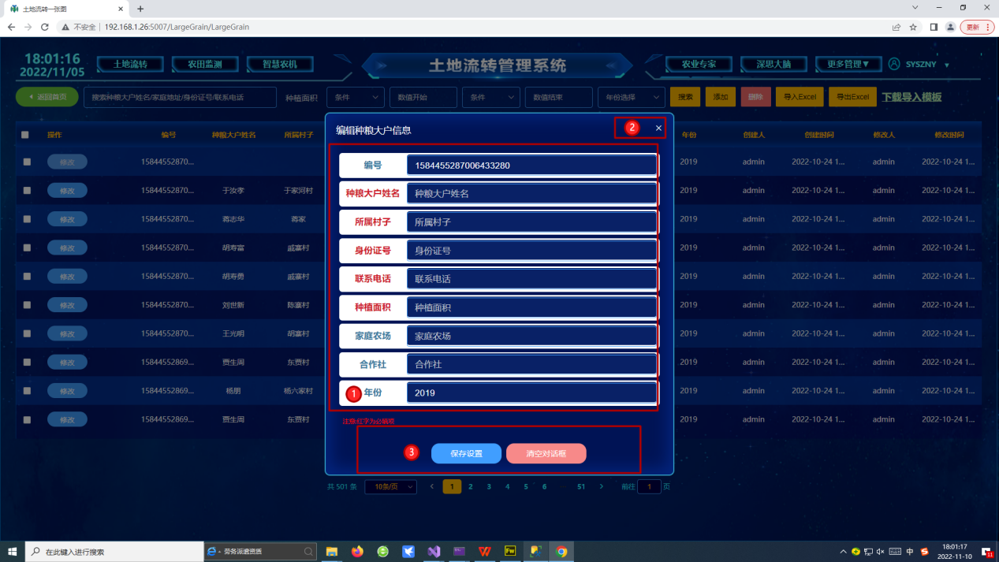 土地流转一张图
不安全 192.168.1.26:5007/LargeGrain/LargeGrain 更新
18:01:16
2022/11/05
土地流转 农田监测 智慧农机 土地流转管理系统 农业专家 深思大脑 更多管理▼ SYSZNY ▼
返回首页 搜索种粮大户姓名/家庭地址/身份证号/联系电话 种植面积 条件 数值开始 条件 数值结束 年份选择 搜索 添加 删除 导入Excel 导出Excel 下载导入模板
编辑种粮大户信息 2 ×
操作 编号 种粮大户姓名 所属村子 年份 创建人 创建时间 修改人 修改时间
修改 15844552870... 2019 admin 2022-10-24 1... admin 2022-10-24 1...
修改 15844552870... 于汝孝 于家河村 2019 admin 2022-10-24 1... admin 2022-10-24 1...
修改 15844552870... 蒋志华 蒋家 2019 admin 2022-10-24 1... admin 2022-10-24 1...
修改 15844552870... 胡寿富 戚寨村 2019 admin 2022-10-24 1... admin 2022-10-24 1...
修改 15844552870... 胡寿勇 戚寨村 2019 admin 2022-10-24 1... admin 2022-10-24 1...
修改 15844552870... 刘世新 陈寨村 2019 admin 2022-10-24 1... admin 2022-10-24 1...
修改 15844552870... 王光明 胡寨村 2019 admin 2022-10-24 1... admin 2022-10-24 1...
修改 15844552869... 贾生周 东贾村 2019 admin 2022-10-24 1... admin 2022-10-24 1...
修改 15844552869... 杨朋 杨六家村 2019 admin 2022-10-24 1... admin 2022-10-24 1...
修改 15844552869... 贾生周 东贾村 2019 admin 2022-10-24 1... admin 2022-10-24 1...
编号 1584455287006433280
种粮大户姓名 种粮大户姓名
所属村子 所属村子
身份证号 身份证号
联系电话 联系电话
种植面积 种植面积
家庭农场 家庭农场
合作社 合作社
1 年份 2019
注意:红字为必填项
3 保存设置 清空对话框
共 501 条 10条/页 1 2 3 4 5 6 51 前往 1 页
在此键入进行搜索 劳务派遣资质 Fw 中 18:01:17
2022-11-10 11